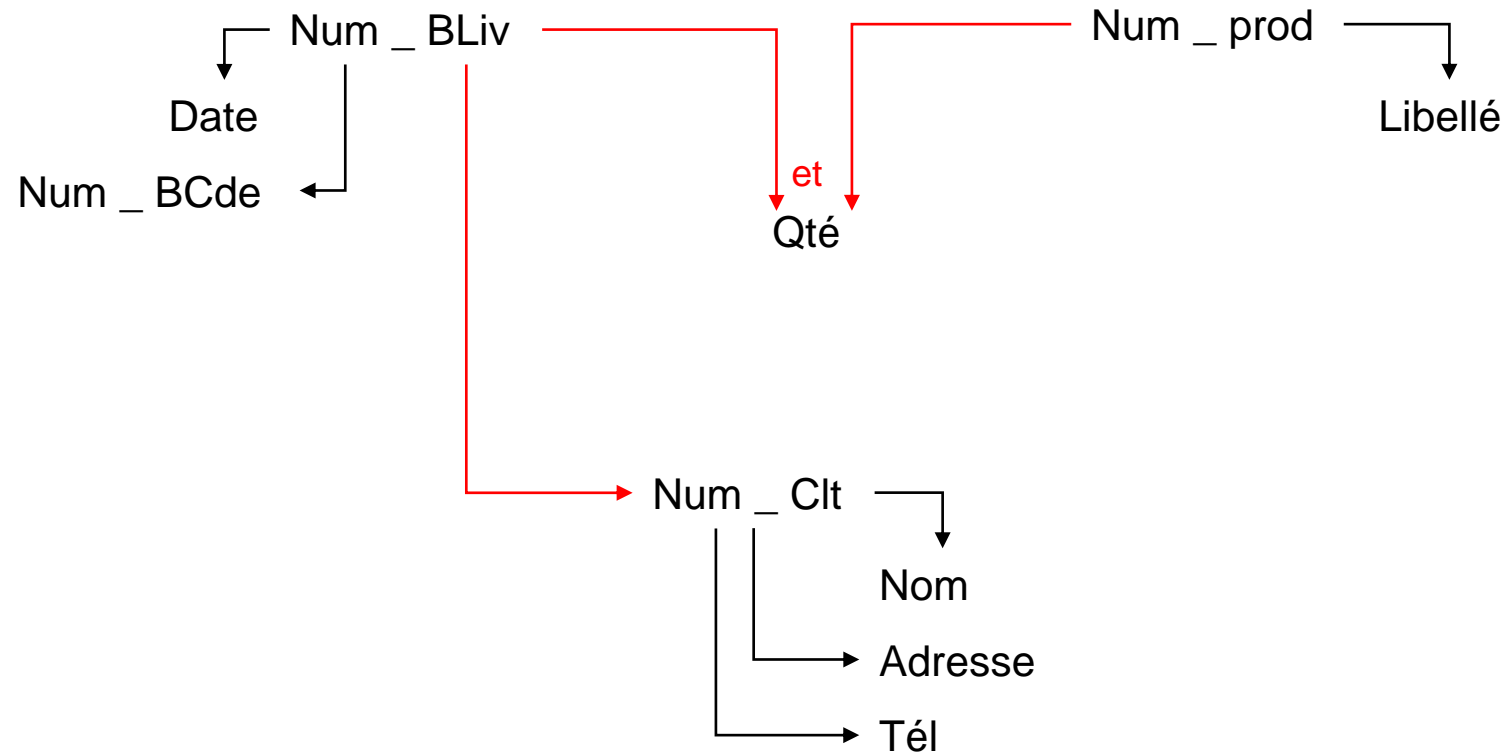 Num _ BLiv
Num _ prod
Date
Libellé
Num _ BCde
et
Qté
Num _ Clt
Nom
Adresse
Tél